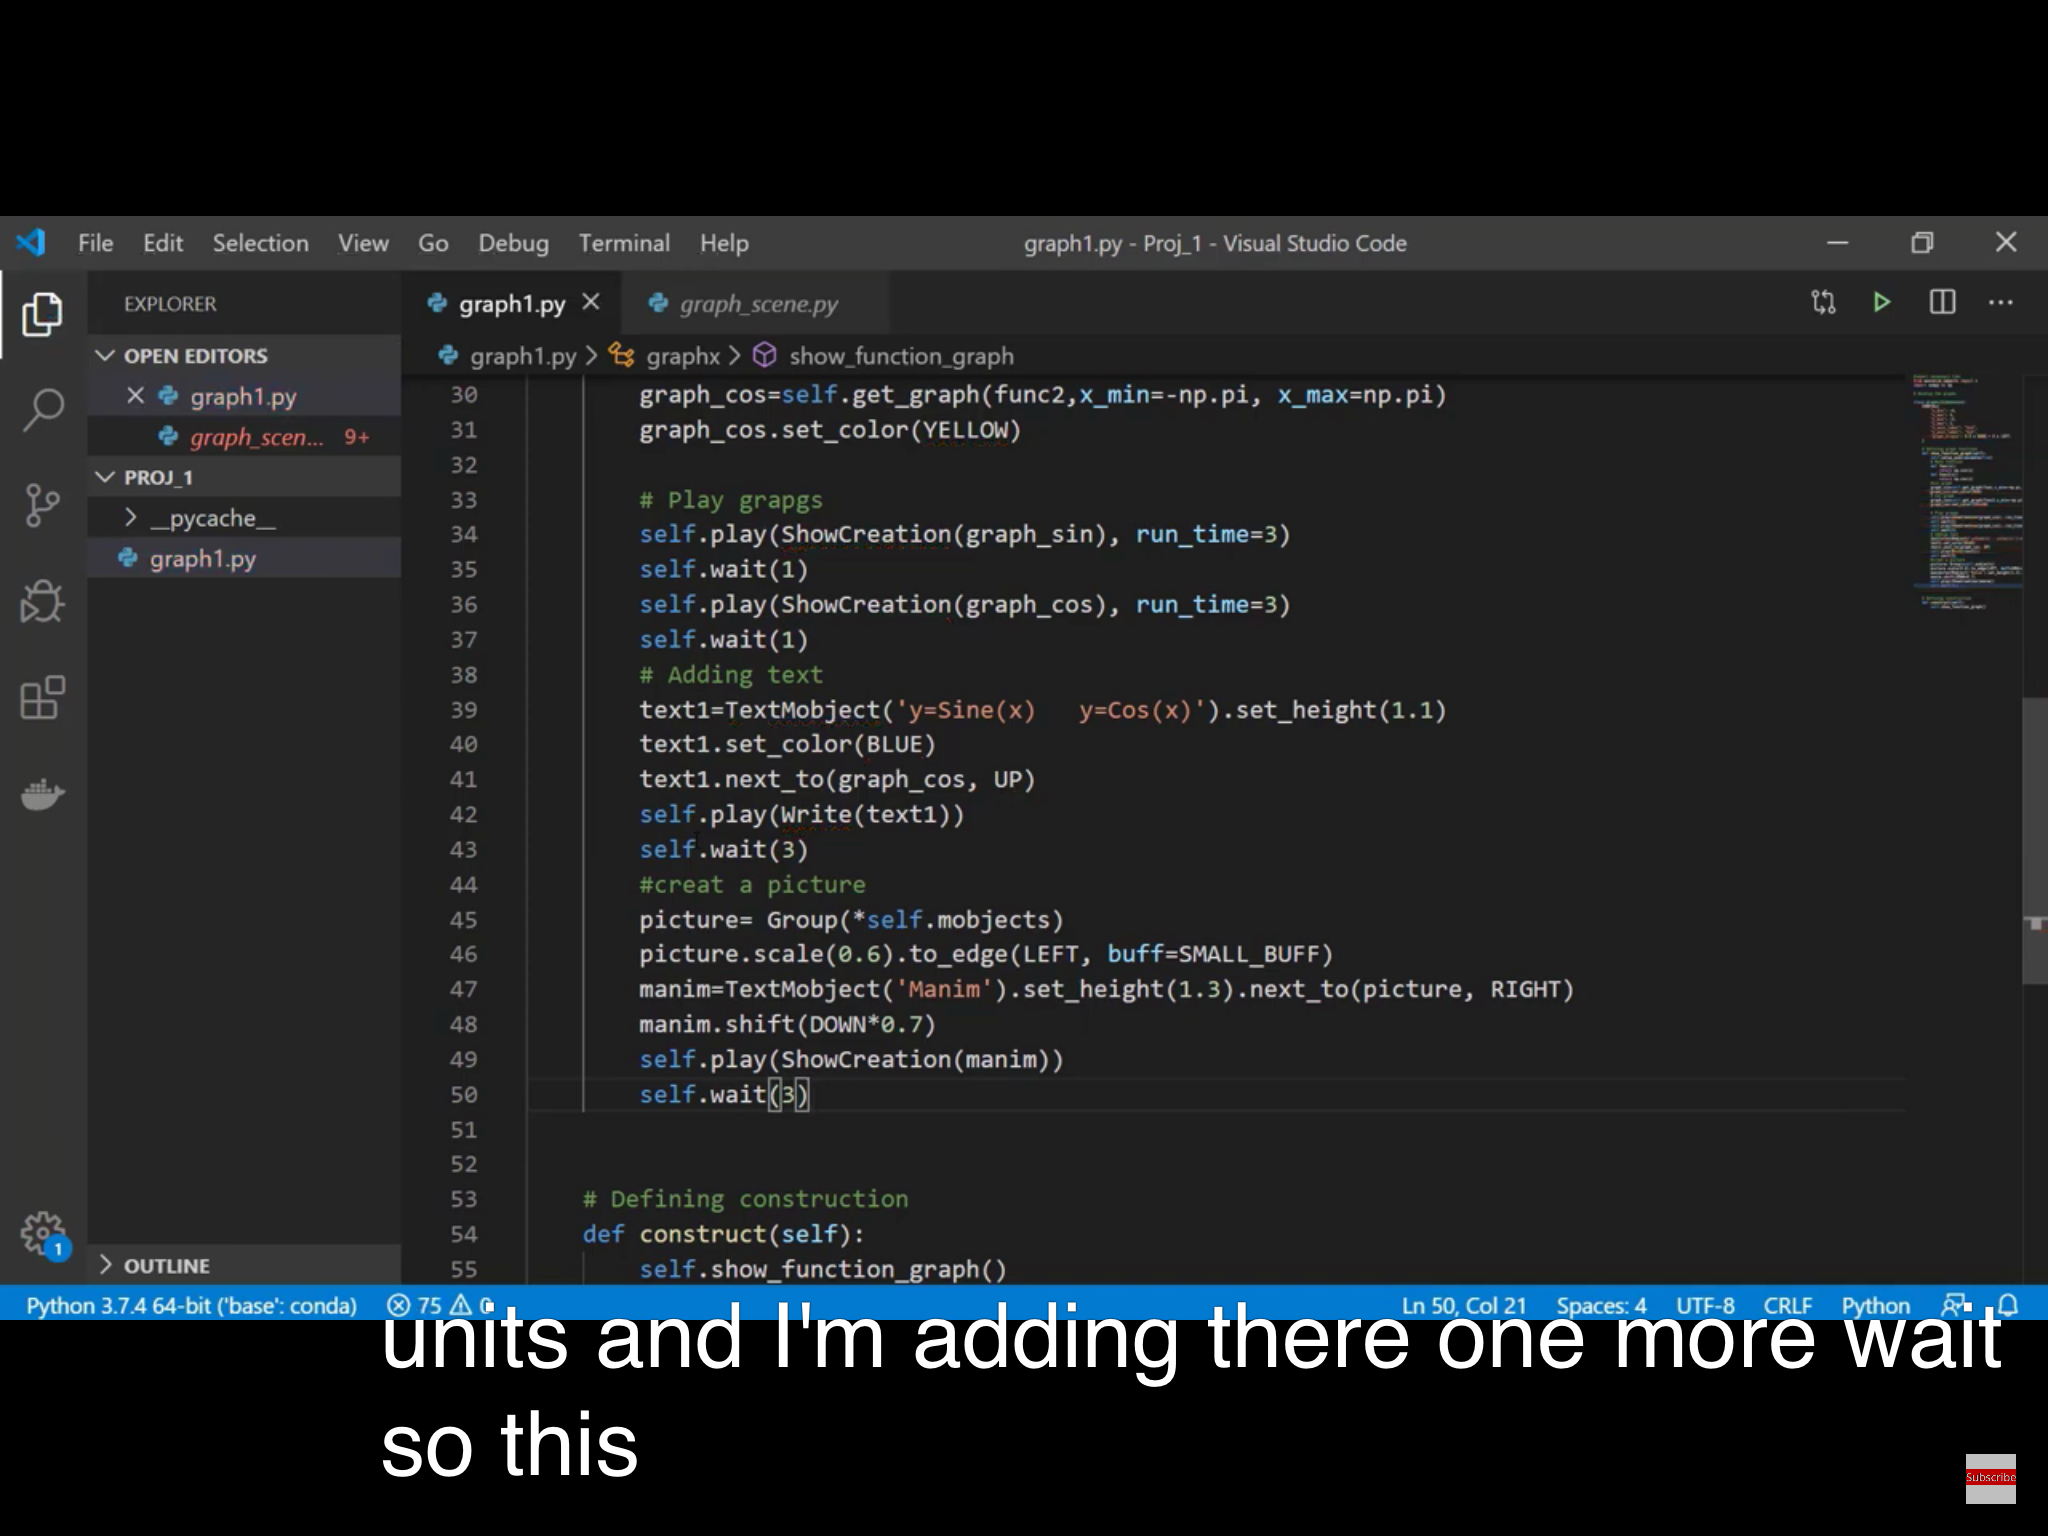 File Edit Selection View Go Debug Terminal Help graph1.py - Proj_1 - Visual Studio Code
EXPLORER
OPEN EDITORS
graph1.py
graph_scen... 9+
PROJ_1
__pycache__
graph1.py
OUTLINE
1
graph1.py graph_scene.py
graph1.py > graphx > show_function_graph
30 graph_cos=self.get_graph(func2,x_min=-np.pi, x_max=np.pi)
31 graph_cos.set_color(YELLOW)
32
33 # Play grapgs
34 self.play(ShowCreation(graph_sin), run_time=3)
35 self.wait(1)
36 self.play(ShowCreation(graph_cos), run_time=3)
37 self.wait(1)
38 # Adding text
39 text1=TextMobject('y=Sine(x)   y=Cos(x)').set_height(1.1)
40 text1.set_color(BLUE)
41 text1.next_to(graph_cos, UP)
42 self.play(Write(text1))
43 self.wait(3)
44 #creat a picture
45 picture= Group(*self.mobjects)
46 picture.scale(0.6).to_edge(LEFT, buff=SMALL_BUFF)
47 manim=TextMobject('Manim').set_height(1.3).next_to(picture, RIGHT)
48 manim.shift(DOWN*0.7)
49 self.play(ShowCreation(manim))
50 self.wait(3)
51
52
53 # Defining construction
54 def construct(self):
55 self.show_function_graph()
Python 3.7.4 64-bit ('base': conda) 75 Ln 50, Col 21 Spaces: 4 UTF-8 CRLF Python
units and I'm adding there one more wait
so this
Subscribe